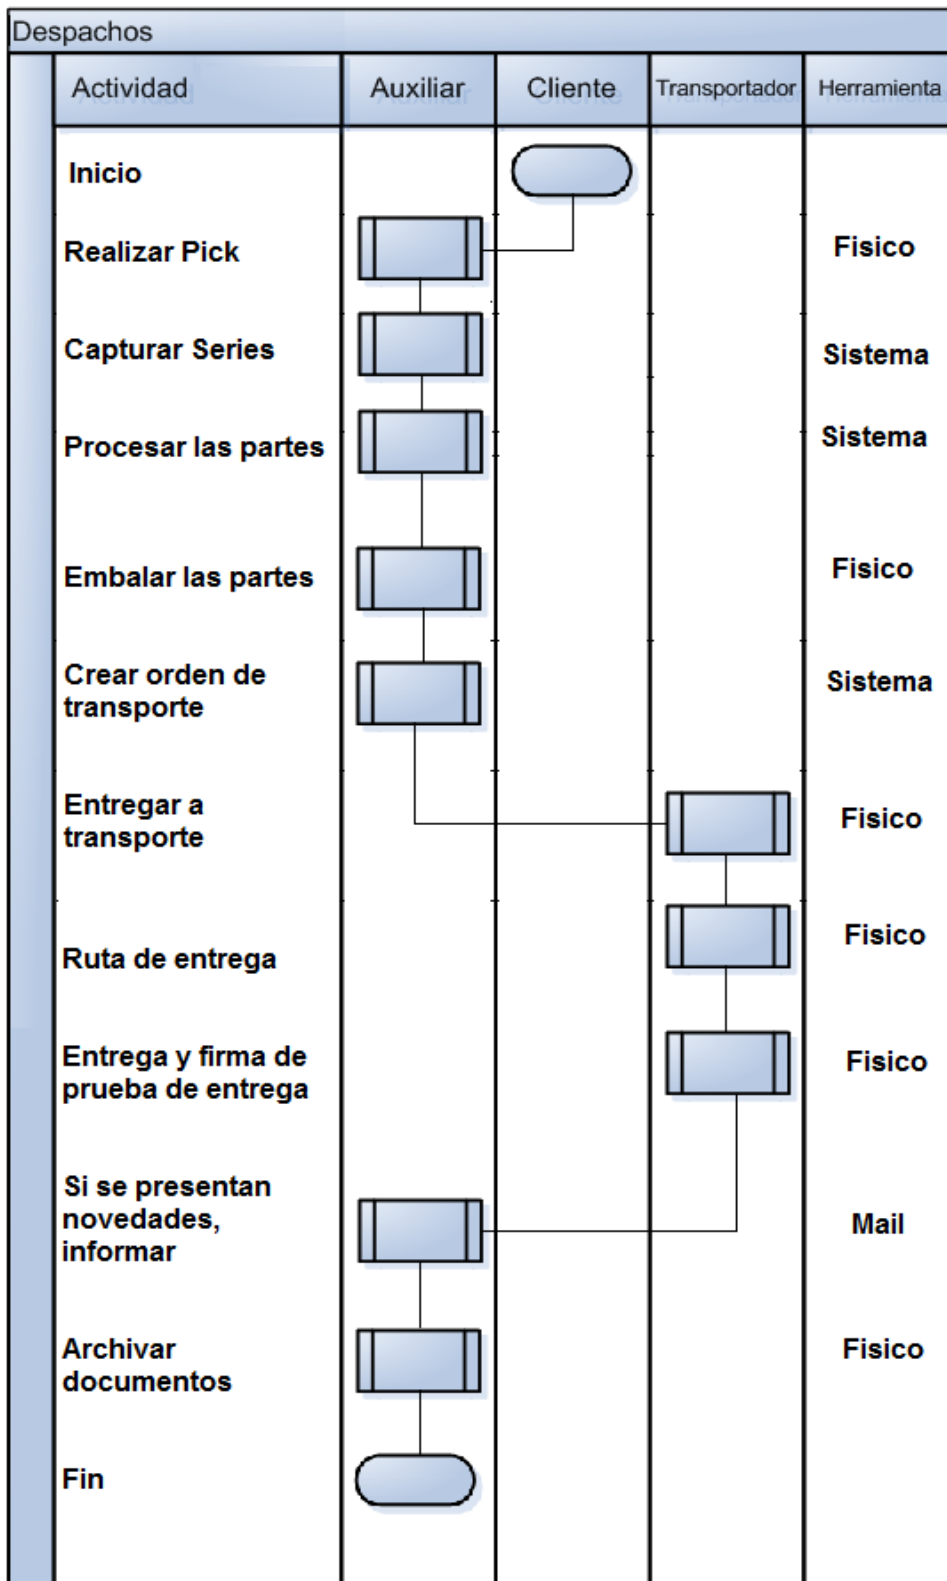 Despachos
Actividad
Auxiliar
Cliente
Transportador
Herramienta
Inicio
Realizar Pick
Fisico
Capturar Series
Sistema
Procesar las partes
Sistema
Embalar las partes
Fisico
Crear orden de
transporte
Sistema
Entregar a
transporte
Fisico
Ruta de entrega
Fisico
Entrega y firma de
prueba de entrega
Fisico
Si se presentan
novedades,
informar
Mail
Archivar
documentos
Fisico
Fin